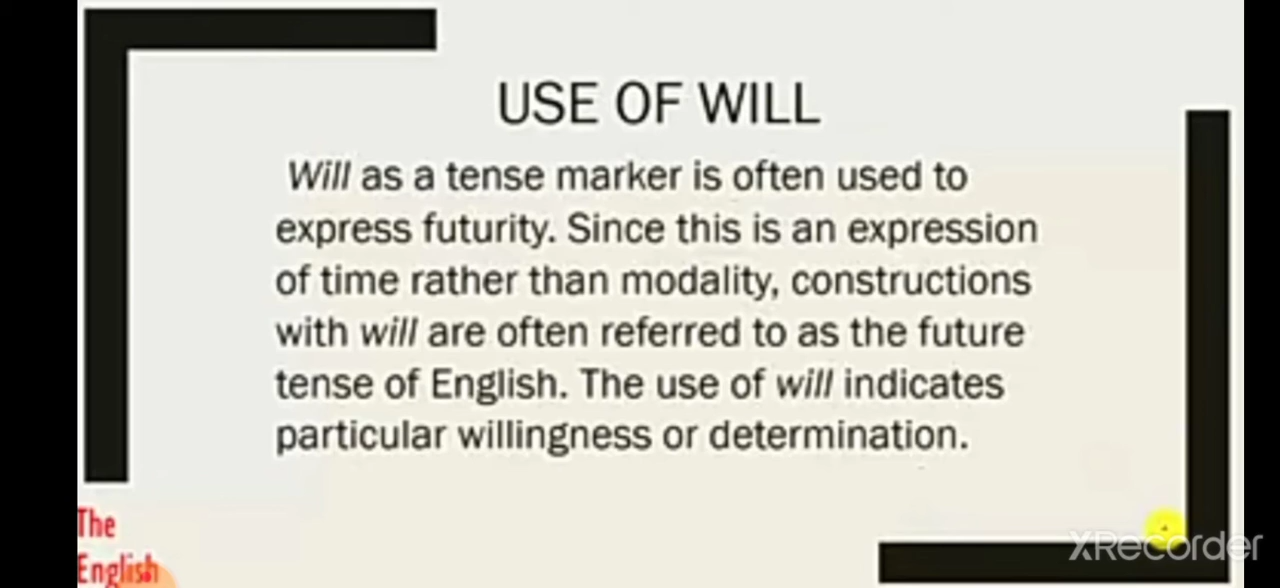 USE OF WILL
Will as a tense marker is often used to
express futurity. Since this is an expression
of time rather than modality, constructions
with will are often referred to as the future
tense of English. The use of will indicates
particular willingness or determination.
The
English
XRecorder